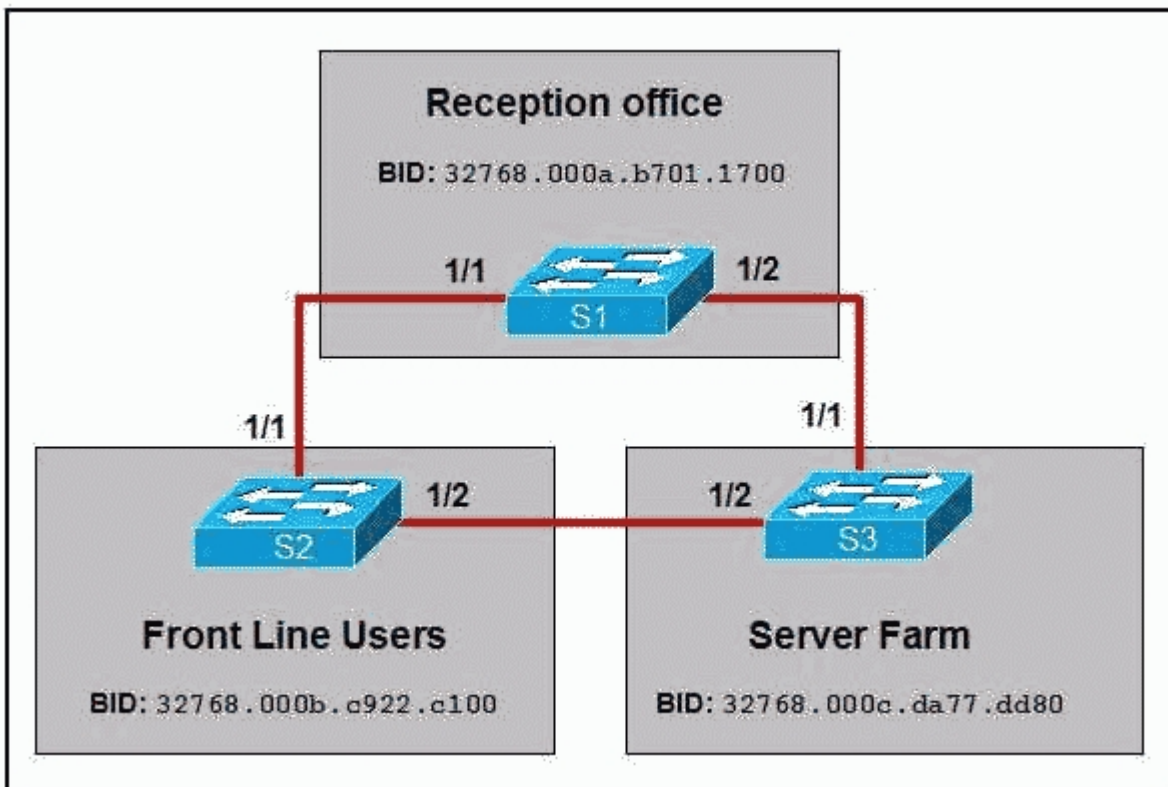 Reception office
BID: 32768.000a.b701.1700
1/1
1/2
S1
1/1
1/1
1/2
1/2
S2
S3
Front Line Users
Server Farm
BID: 32768.000b.c922.c100
BID: 32768.000c.da77.dd80